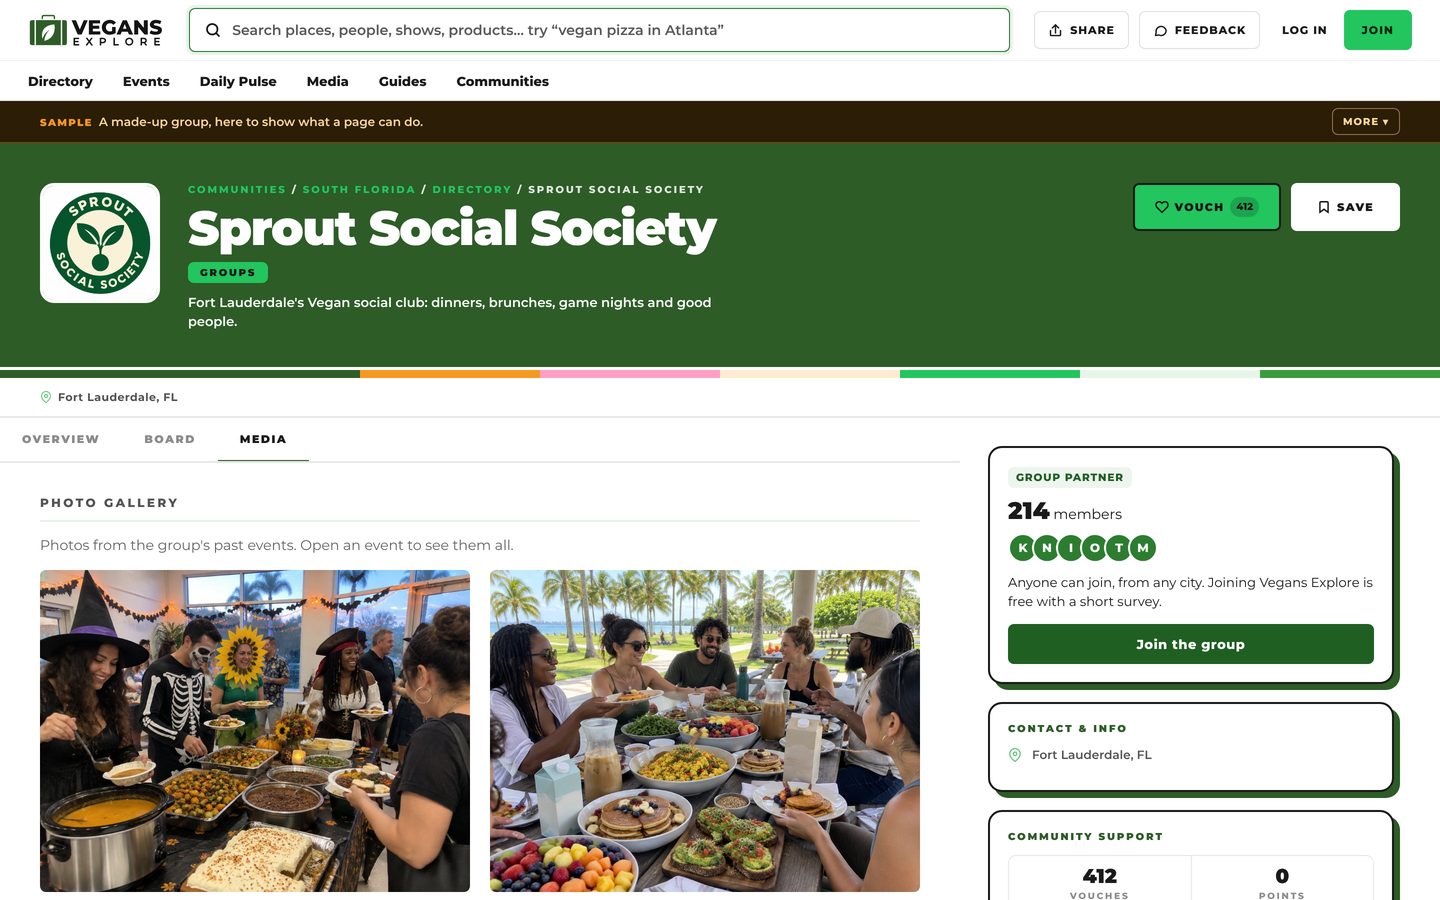 VEGANS
EXPLORE
Search places, people, shows, products... try “vegan pizza in Atlanta”
SHARE
FEEDBACK
LOG IN
JOIN
Directory
Events
Daily Pulse
Media
Guides
Communities
SAMPLE A made-up group, here to show what a page can do.
MORE ▾
SPROUT
SOCIAL SOCIETY
COMMUNITIES / SOUTH FLORIDA / DIRECTORY / SPROUT SOCIAL SOCIETY
Sprout Social Society
GROUPS
Fort Lauderdale's Vegan social club: dinners, brunches, game nights and good
people.
VOUCH 412
SAVE
Fort Lauderdale, FL
OVERVIEW
BOARD
MEDIA
PHOTO GALLERY
Photos from the group's past events. Open an event to see them all.
GROUP PARTNER
214 members
K N I O T M
Anyone can join, from any city. Joining Vegans Explore is
free with a short survey.
Join the group
CONTACT & INFO
Fort Lauderdale, FL
COMMUNITY SUPPORT
412
VOUCHES
0
POINTS